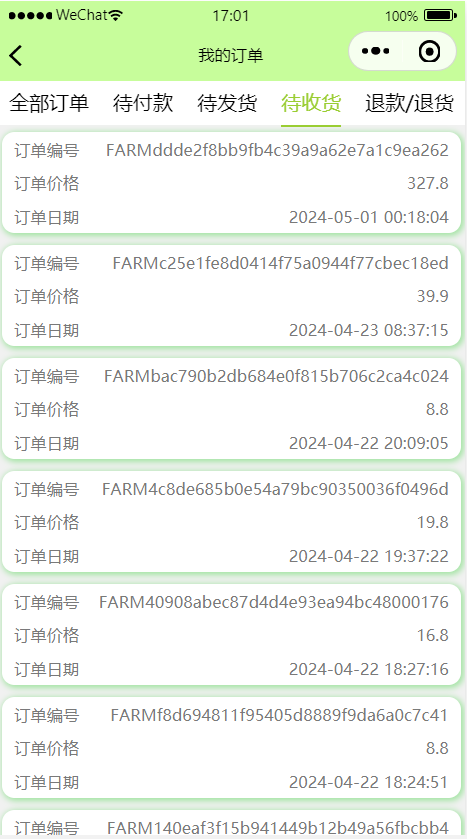 WeChat 17:01 100%
我的订单
全部订单 待付款 待发货 待收货 退款/退货
订单编号 FARMddde2f8bb9fb4c39a9a62e7a1c9ea262
订单价格 327.8
订单日期 2024-05-01 00:18:04
订单编号 FARMc25e1fe8d0414f75a0944f77cbec18ed
订单价格 39.9
订单日期 2024-04-23 08:37:15
订单编号 FARMbac790b2db684e0f815b706c2ca4c024
订单价格 8.8
订单日期 2024-04-22 20:09:05
订单编号 FARM4c8de685b0e54a79bc90350036f0496d
订单价格 19.8
订单日期 2024-04-22 19:37:22
订单编号 FARM40908abec87d4d4e93ea94bc48000176
订单价格 16.8
订单日期 2024-04-22 18:27:16
订单编号 FARMf8d694811f95405d8889f9da6a0c7c41
订单价格 8.8
订单日期 2024-04-22 18:24:51
订单编号 FARM140eaf3f15b941449b12b49a56fbcbb4